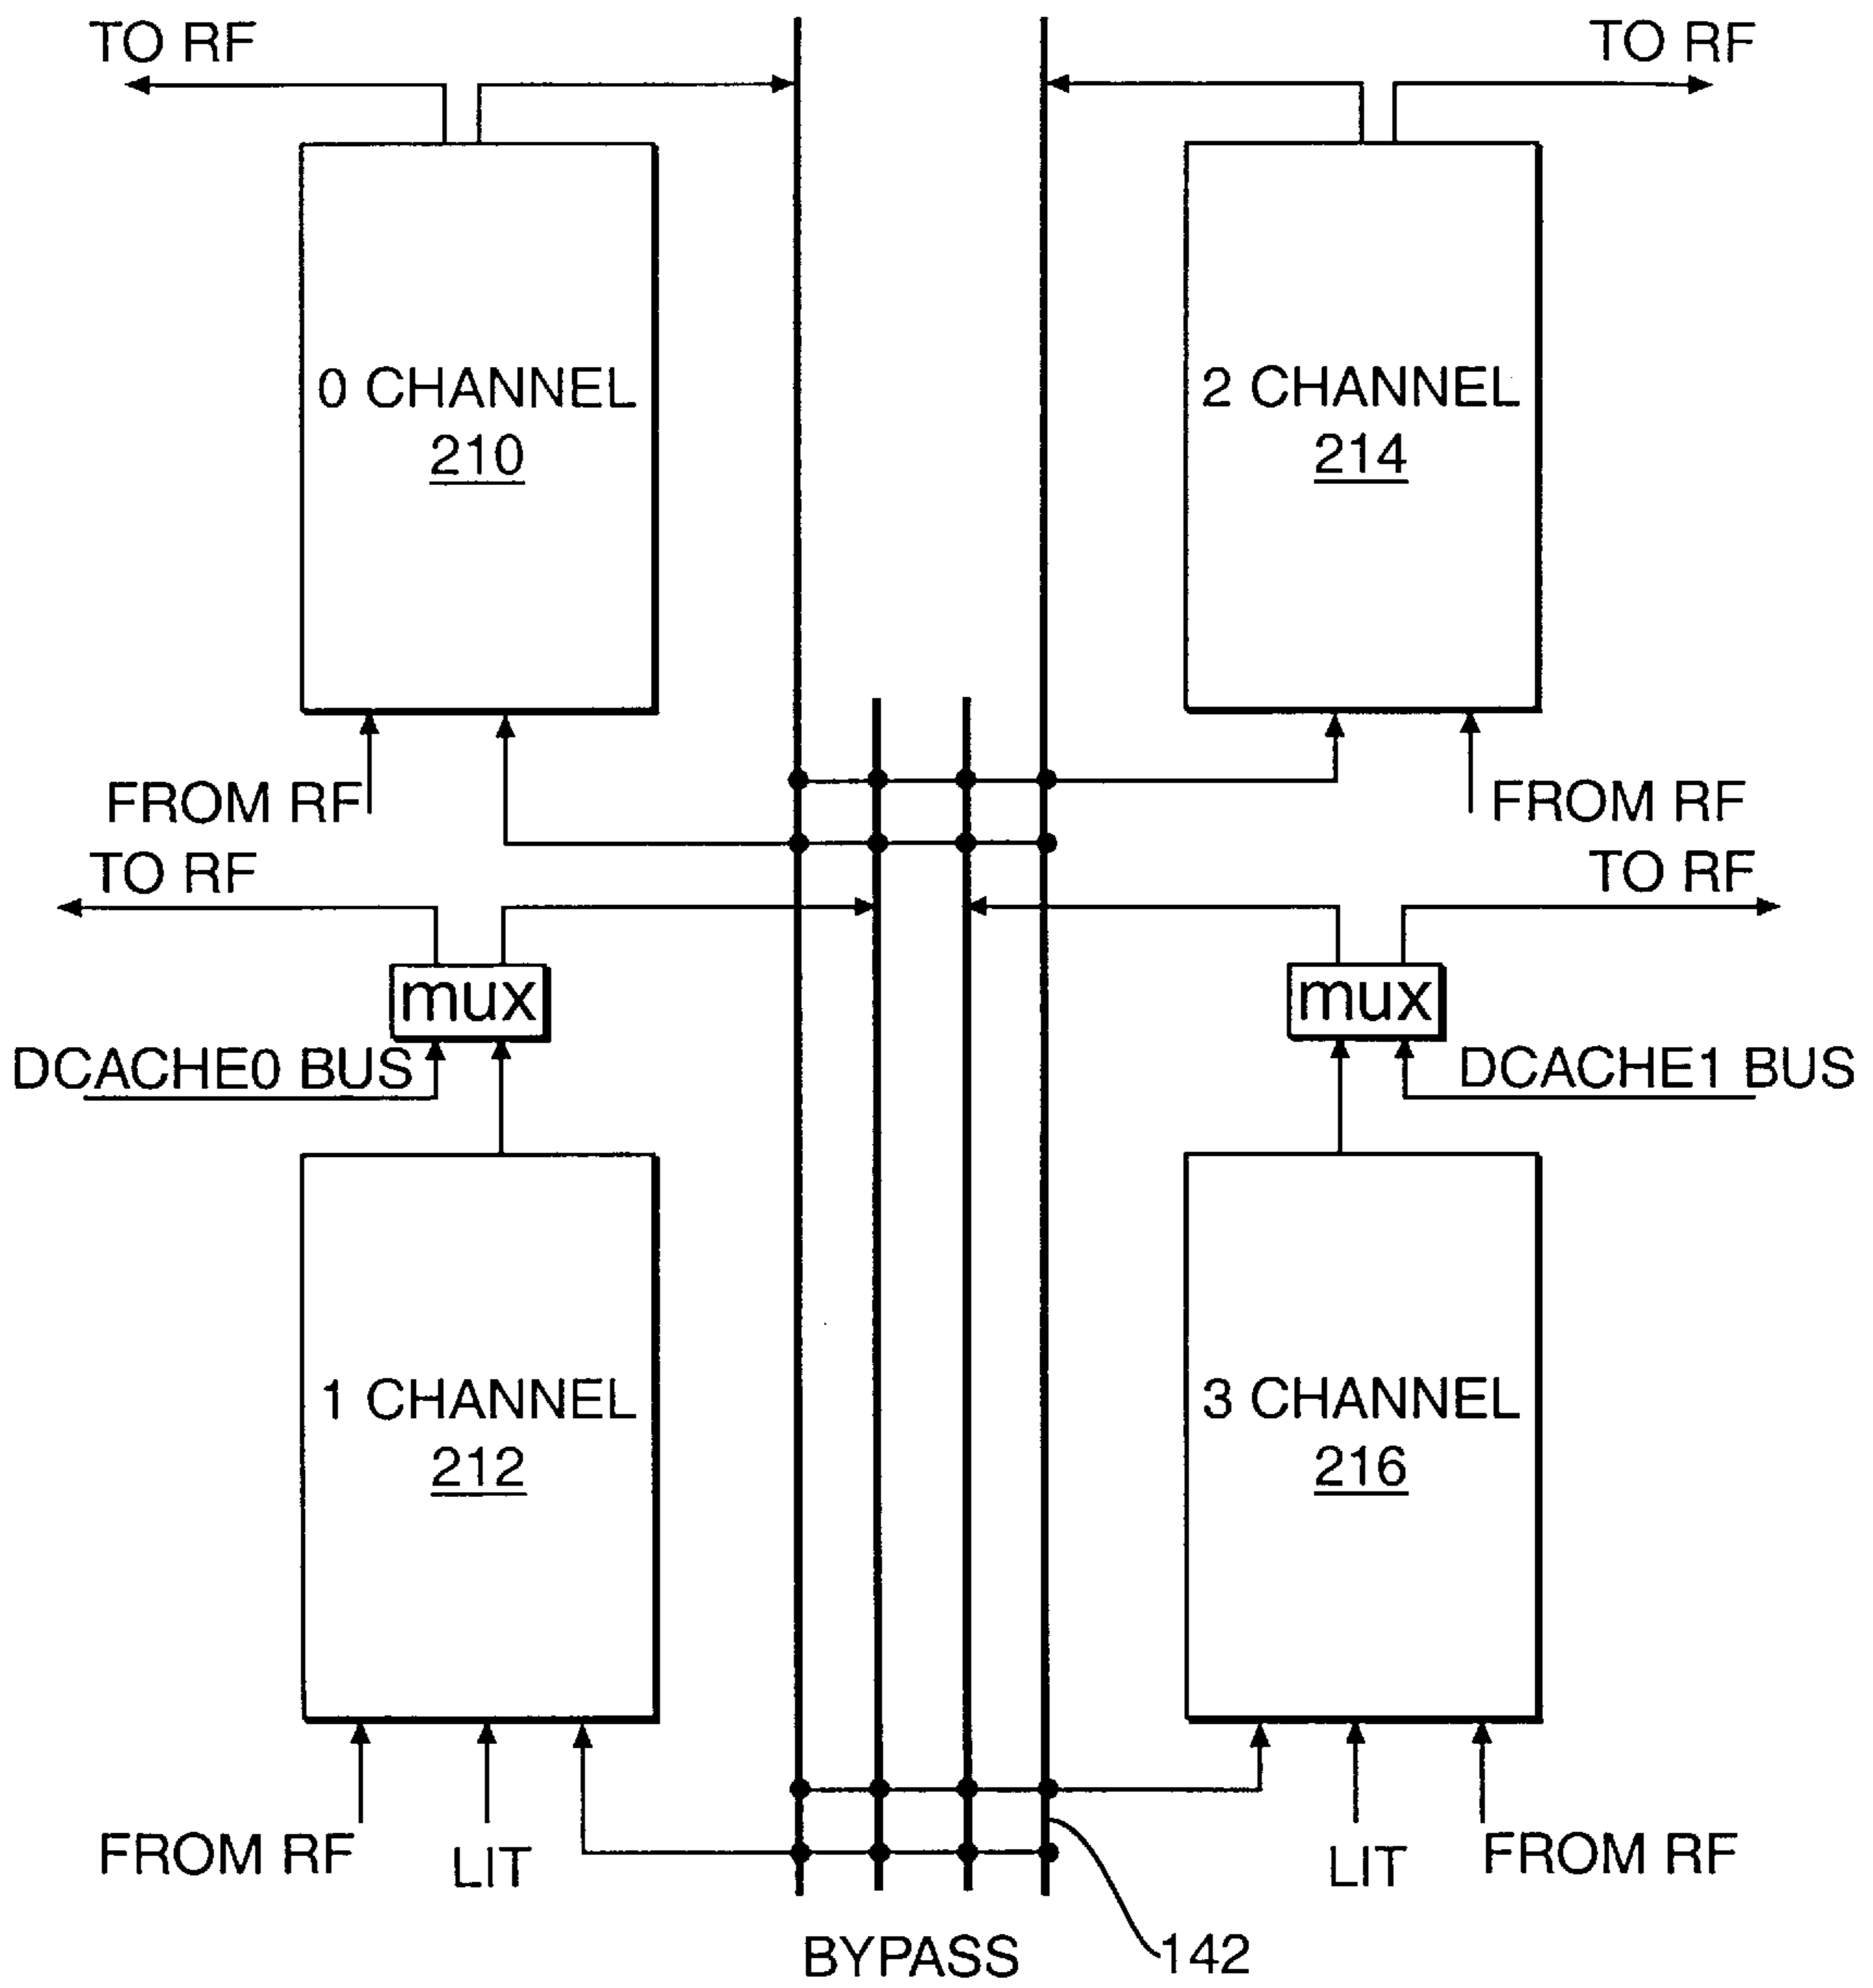 TO RF
TO RF
0 CHANNEL
210
2 CHANNEL
214
FROM RF
FROM RF
TO RF
TO RF
mux
mux
DCACHE0 BUS
DCACHE1 BUS
1 CHANNEL
212
3 CHANNEL
216
FROM RF
LIT
LIT
FROM RF
BYPASS
142